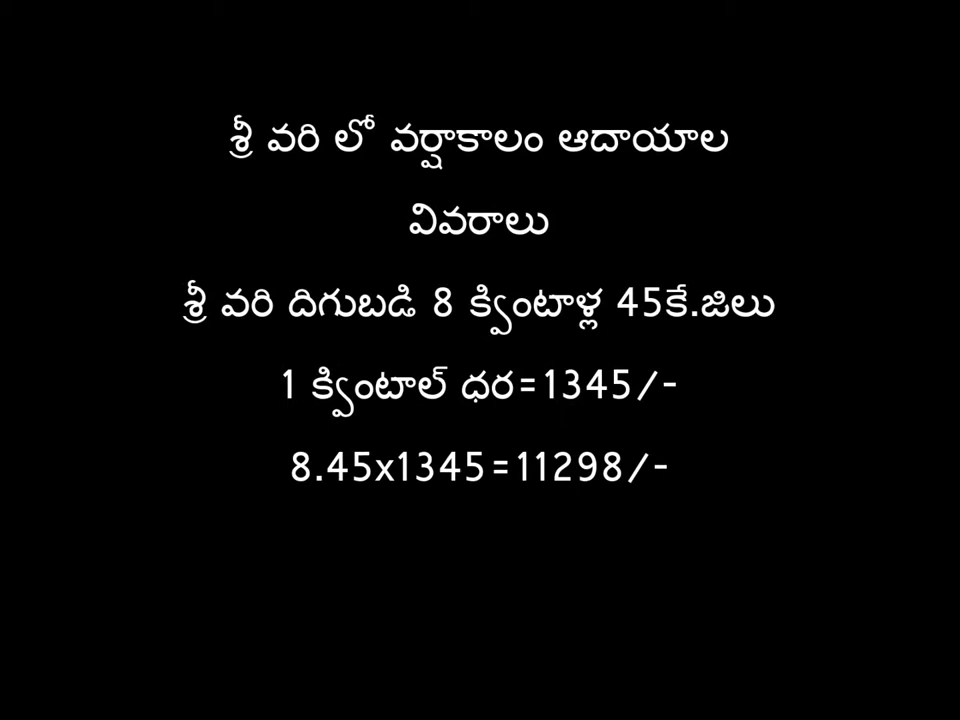 శ్రీ వరి లో వర్షాకాలం ఆదాయాల
వివరాలు
శ్రీ వరి దిగుబడి 8 క్వింటాళ్ల 45కే.జిలు
1 క్వింటాల్ ధర=1345/-
8.45x1345=11298/-